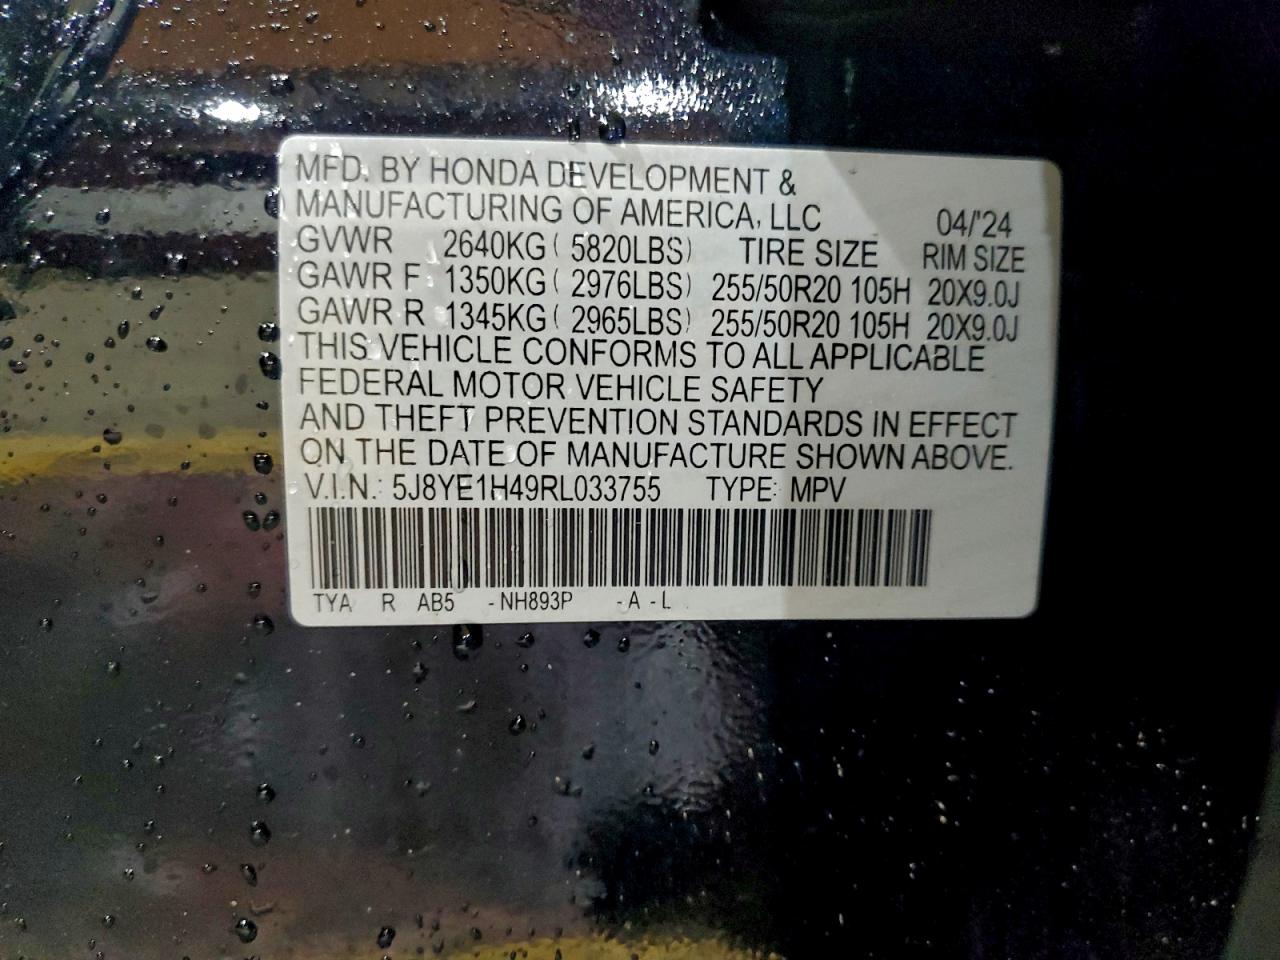 MFD. BY HONDA DEVELOPMENT &
MANUFACTURING OF AMERICA, LLC 04/'24
GVWR 2640KG ( 5820LBS) TIRE SIZE RIM SIZE
GAWR F 1350KG ( 2976LBS) 255/50R20 105H 20X9.0J
GAWR R 1345KG ( 2965LBS) 255/50R20 105H 20X9.0J
THIS VEHICLE CONFORMS TO ALL APPLICABLE
FEDERAL MOTOR VEHICLE SAFETY
AND THEFT PREVENTION STANDARDS IN EFFECT
ON THE DATE OF MANUFACTURE SHOWN ABOVE.
V.I.N.: 5J8YE1H49RL033755 TYPE: MPV
TYA R AB5 - NH893P - A - L